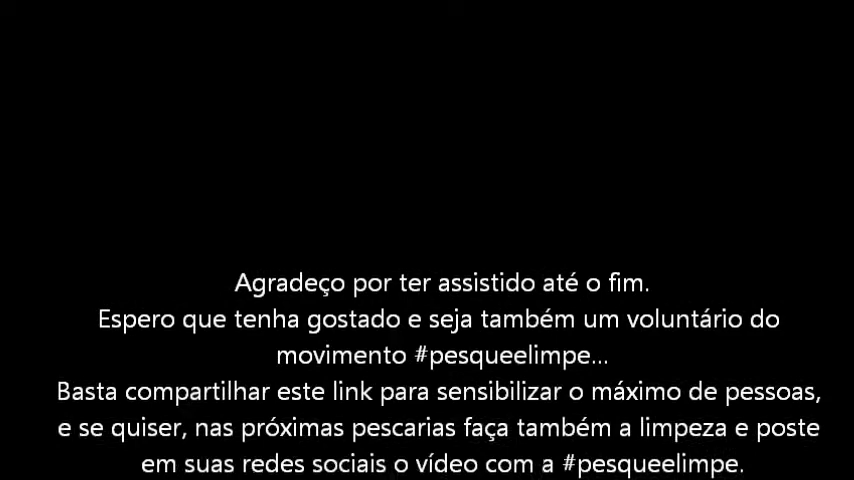 Agradeço por ter assistido até o fim.
Espero que tenha gostado e seja também um voluntário do
movimento #pesqueelimpe...
Basta compartilhar este link para sensibilizar o máximo de pessoas,
e se quiser, nas próximas pescarias faça também a limpeza e poste
em suas redes sociais o vídeo com a #pesqueelimpe.